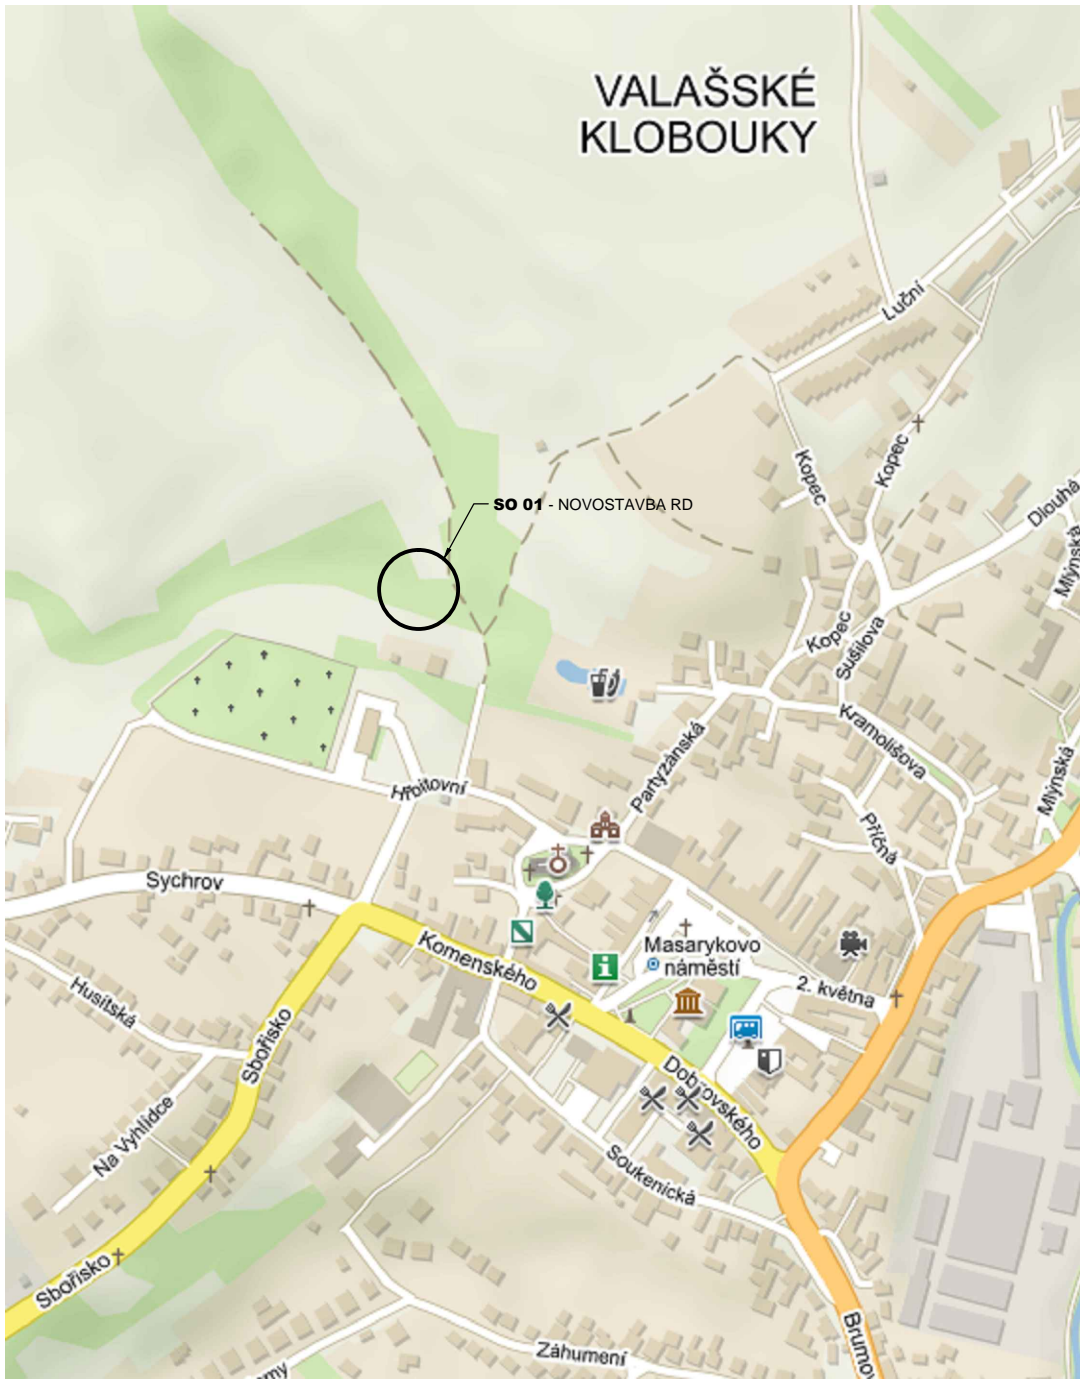 VALAŠSKÉ
KLOBOUKY
Luční
Kopec
Kopec
SO 01 - NOVOSTAVBA RD
Dlouhá
Mlýnská
Kopec
Sušilova
Kramolišova
Partyzánská
Mlýnská
Hřbitovní
Příčná
Sychrov
Komenského
Masarykovo
náměstí
2. května
Husitská
Sbořisko
Dobrovského
Na Vyhlídce
Soukenická
Sbořisko
Záhumení